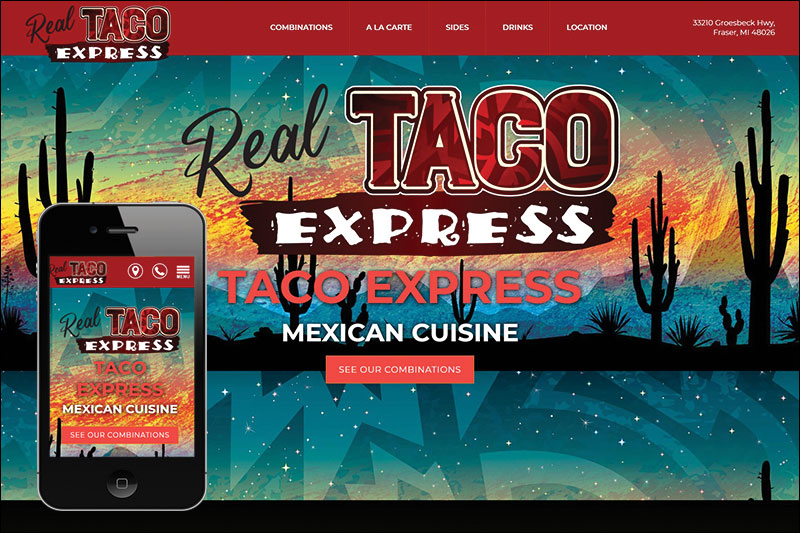 Real TACO
EXPRESS
COMBINATIONS A LA CARTE SIDES DRINKS LOCATION
33210 Groesbeck Hwy,
Fraser, MI 48026
Real TACO
EXPRESS
TACO EXPRESS
MEXICAN CUISINE
SEE OUR COMBINATIONS
Real TACO
EXPRESS
MENU
Real TACO
EXPRESS
TACO
EXPRESS
MEXICAN CUISINE
SEE OUR COMBINATIONS